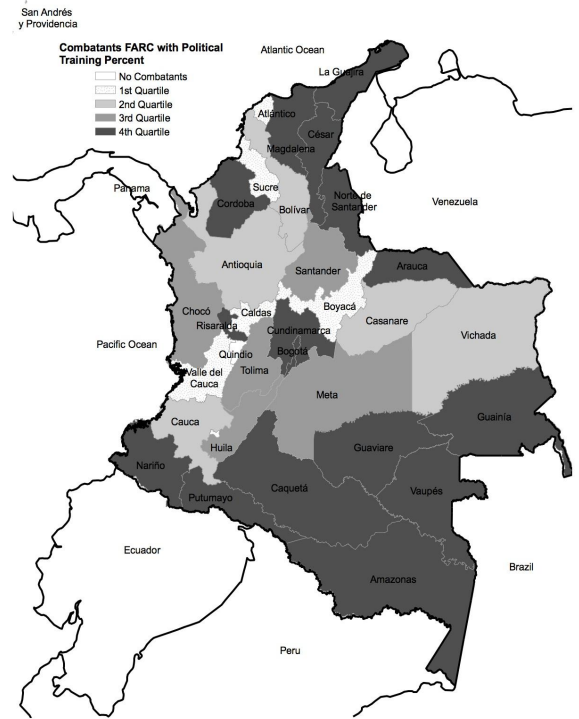 San Andrés
y Providencia
Combatants FARC with Political
Training Percent
No Combatants
1st Quartile
2nd Quartile
3rd Quartile
4th Quartile
Atlantic Ocean
La Guajira
Atlántico
César
Magdalena
Panama
Sucre
Cordoba
Bolívar
Norte de
Santander
Venezuela
Antioquia
Santander
Arauca
Chocó
Caldas
Boyacá
Risaralda
Cundinamarca
Casanare
Vichada
Pacific Ocean
Quindio
Bogotá
Valle del
Cauca
Tolima
Meta
Cauca
Guainía
Huila
Guaviare
Nariño
Caquetá
Vaupés
Putumayo
Ecuador
Amazonas
Brazil
Peru